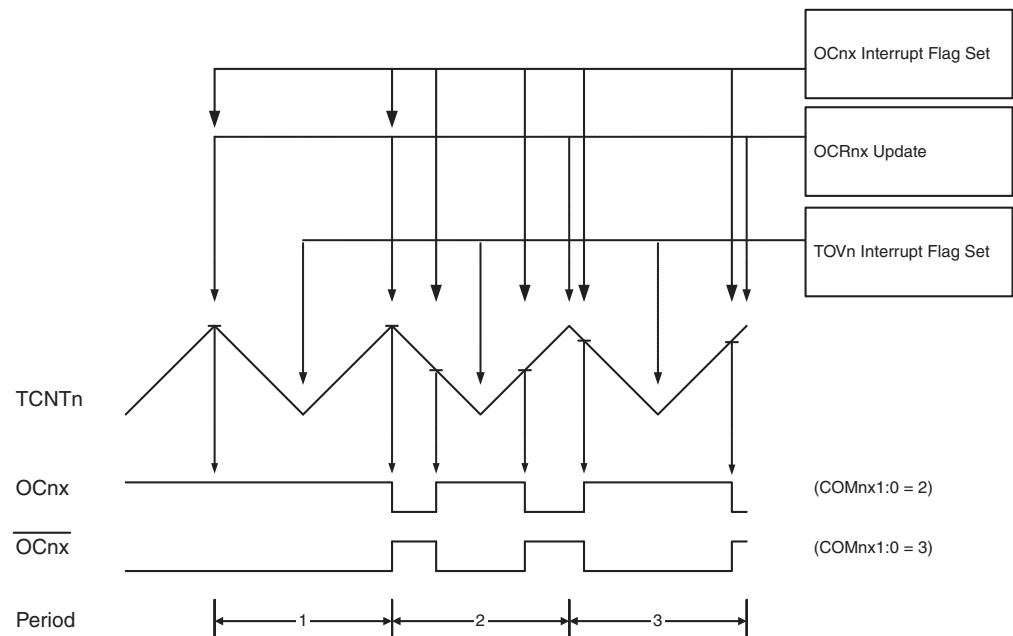 OCnx Interrupt Flag Set
OCRnx Update
TOVn Interrupt Flag Set
TCNTn
OCnx
(COMnx1:0 = 2)
OCnx
(COMnx1:0 = 3)
Period
1
2
3